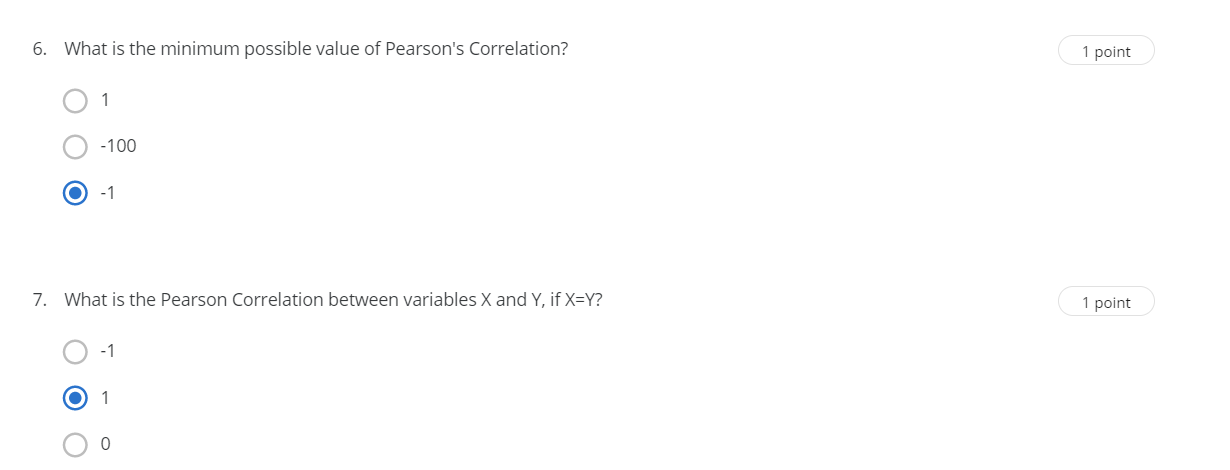 6. What is the minimum possible value of Pearson's Correlation?
1 point
1
-100
-1
7. What is the Pearson Correlation between variables X and Y, if X=Y?
1 point
-1
1
0